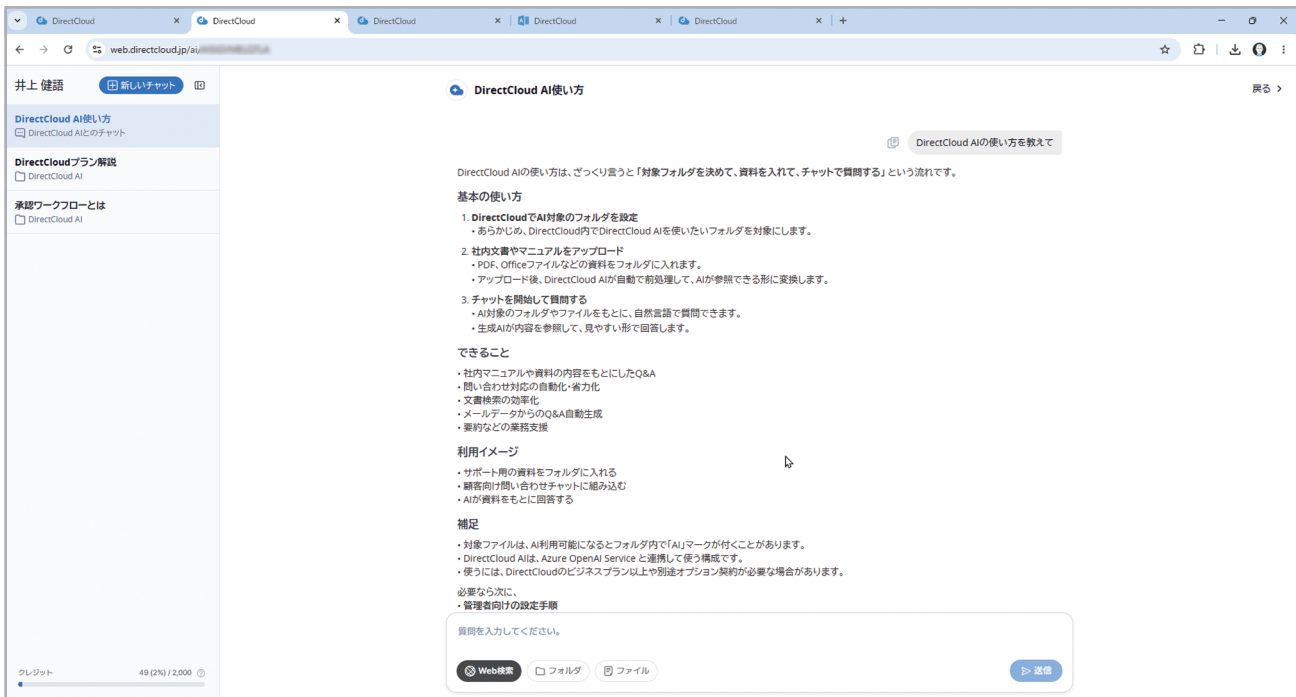 DirectCloud
DirectCloud
DirectCloud
DirectCloud
DirectCloud
web.directcloud.jp/ai/
井上 健語
新しいチャット
DirectCloud AI使い方
DirectCloud AIとのチャット
DirectCloudプラン解説
DirectCloud AI
承認ワークフローとは
DirectCloud AI
クレジット
49 (2%) / 2,000
DirectCloud AI使い方
戻る
DirectCloud AIの使い方を教えて
DirectCloud AIの使い方は、ざっくり言うと「対象フォルダを決めて、資料を入れて、チャットで質問する」という流れです。
基本の使い方
1. DirectCloudでAI対象のフォルダを設定
• あらかじめ、DirectCloud内でDirectCloud AIを使いたいフォルダを対象にします。
2. 社内文書やマニュアルをアップロード
• PDF、Officeファイルなどの資料をフォルダに入れます。
• アップロード後、DirectCloud AIが自動で前処理して、AIが参照できる形に変換します。
3. チャットを開始して質問する
• AI対象のフォルダやファイルをもとに、自然言語で質問できます。
• 生成AIが内容を参照して、見やすい形で回答します。
できること
• 社内マニュアルや資料の内容をもとにしたQ&A
• 問い合わせ対応の自動化・省力化
• 文書検索の効率化
• メールデータからのQ&A自動生成
• 要約などの業務支援
利用イメージ
• サポート用の資料をフォルダに入れる
• 顧客向け問い合わせチャットに組み込む
• AIが資料をもとに回答する
補足
• 対象ファイルは、AI利用可能になるとフォルダ内で「AI」マークが付くことがあります。
• DirectCloud AIは、Azure OpenAI Service と連携して使う構成です。
• 使うには、DirectCloudのビジネスプラン以上や別途オプション契約が必要な場合があります。
必要なら次に、
• 管理者向けの設定手順
質問を入力してください。
Web検索
フォルダ
ファイル
送信